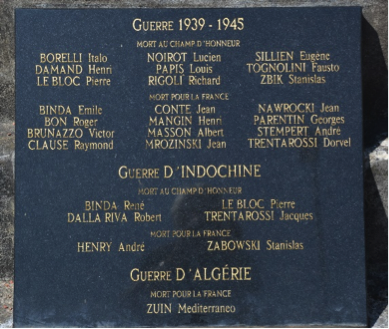 GUERRE 1939 - 1945
MORT AU CHAMP D'HONNEUR
BORELLI Italo NOIROT Lucien SILLIEN Eugène
DAMAND Henri PAPIS Louis TOGNOLINI Fausto
LE BLOC Pierre RIGOLI Richard ZBIK Stanislas
MORT POUR LA FRANCE
BINDA Emile CONTE Jean NAWROCKI Jean
BON Roger MANGIN Henri PARENTIN Georges
BRUNAZZO Victor MASSON Albert STEMPERT André
CLAUSE Raymond MROZINSKI Jean TRENTAROSSI Dorvel
GUERRE D'INDOCHINE
MORT AU CHAMP D'HONNEUR
BINDA René LE BLOC Pierre
DALLA RIVA Robert TRENTAROSSI Jacques
MORT POUR LA FRANCE
HENRY André ZABOWSKI Stanislas
GUERRE D'ALGÉRIE
MORT POUR LA FRANCE
ZUIN Mediterraneo